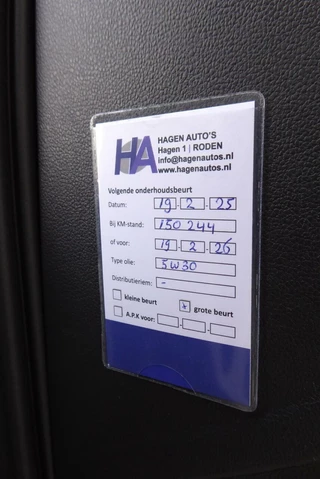 HA
HAGEN AUTO'S
Hagen 1 | RODEN
info@hagenautos.nl
www.hagenautos.nl
Volgende onderhoudsbeurt
Datum: 19-2-25
Bij KM-stand: 150 244
of voor: 19-2-26
Type olie: 5W30
Distributieriem: -
kleine beurt + grote beurt
A.P.K voor: - -